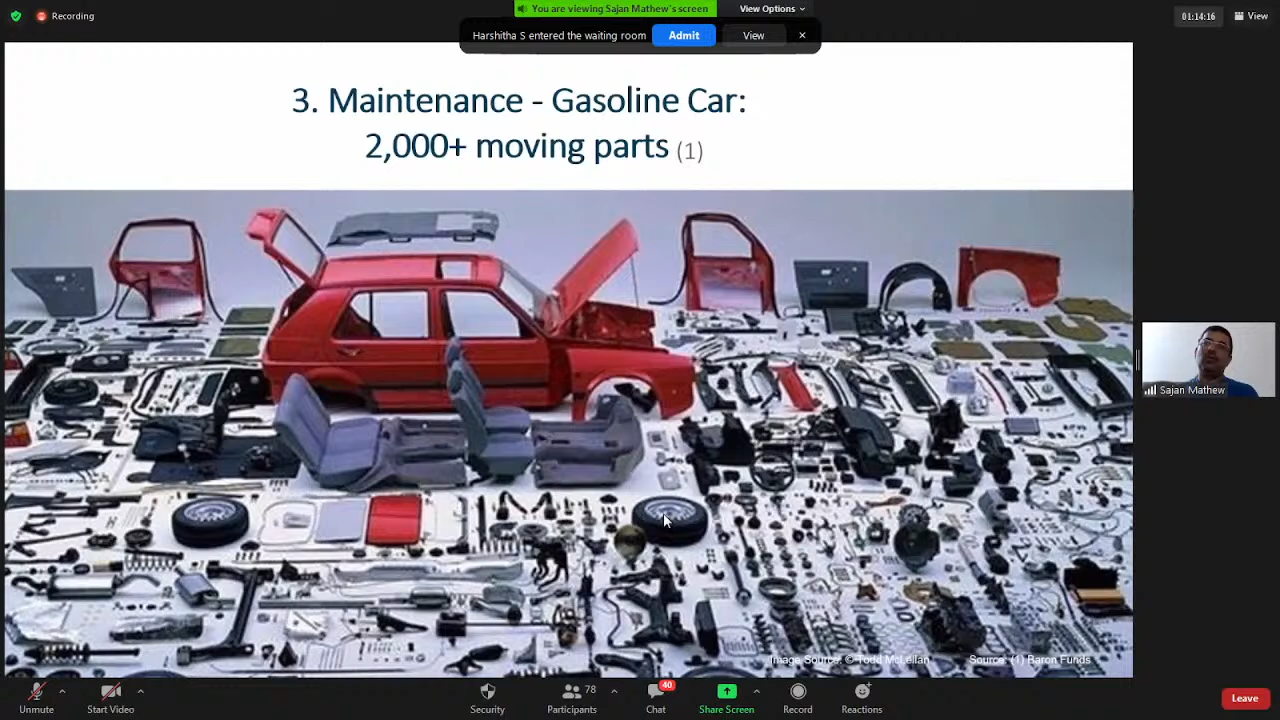 Recording
You are viewing Sajan Mathew's screen
View Options
01:14:16
View
Harshitha S entered the waiting room
Admit
View
3. Maintenance - Gasoline Car:
2,000+ moving parts (1)
Sajan Mathew
Image Source: © Todd McLellan
Source: (1) Baron Funds
Unmute
Start Video
Security
Participants
78
Chat
40
Share Screen
Record
Reactions
Leave